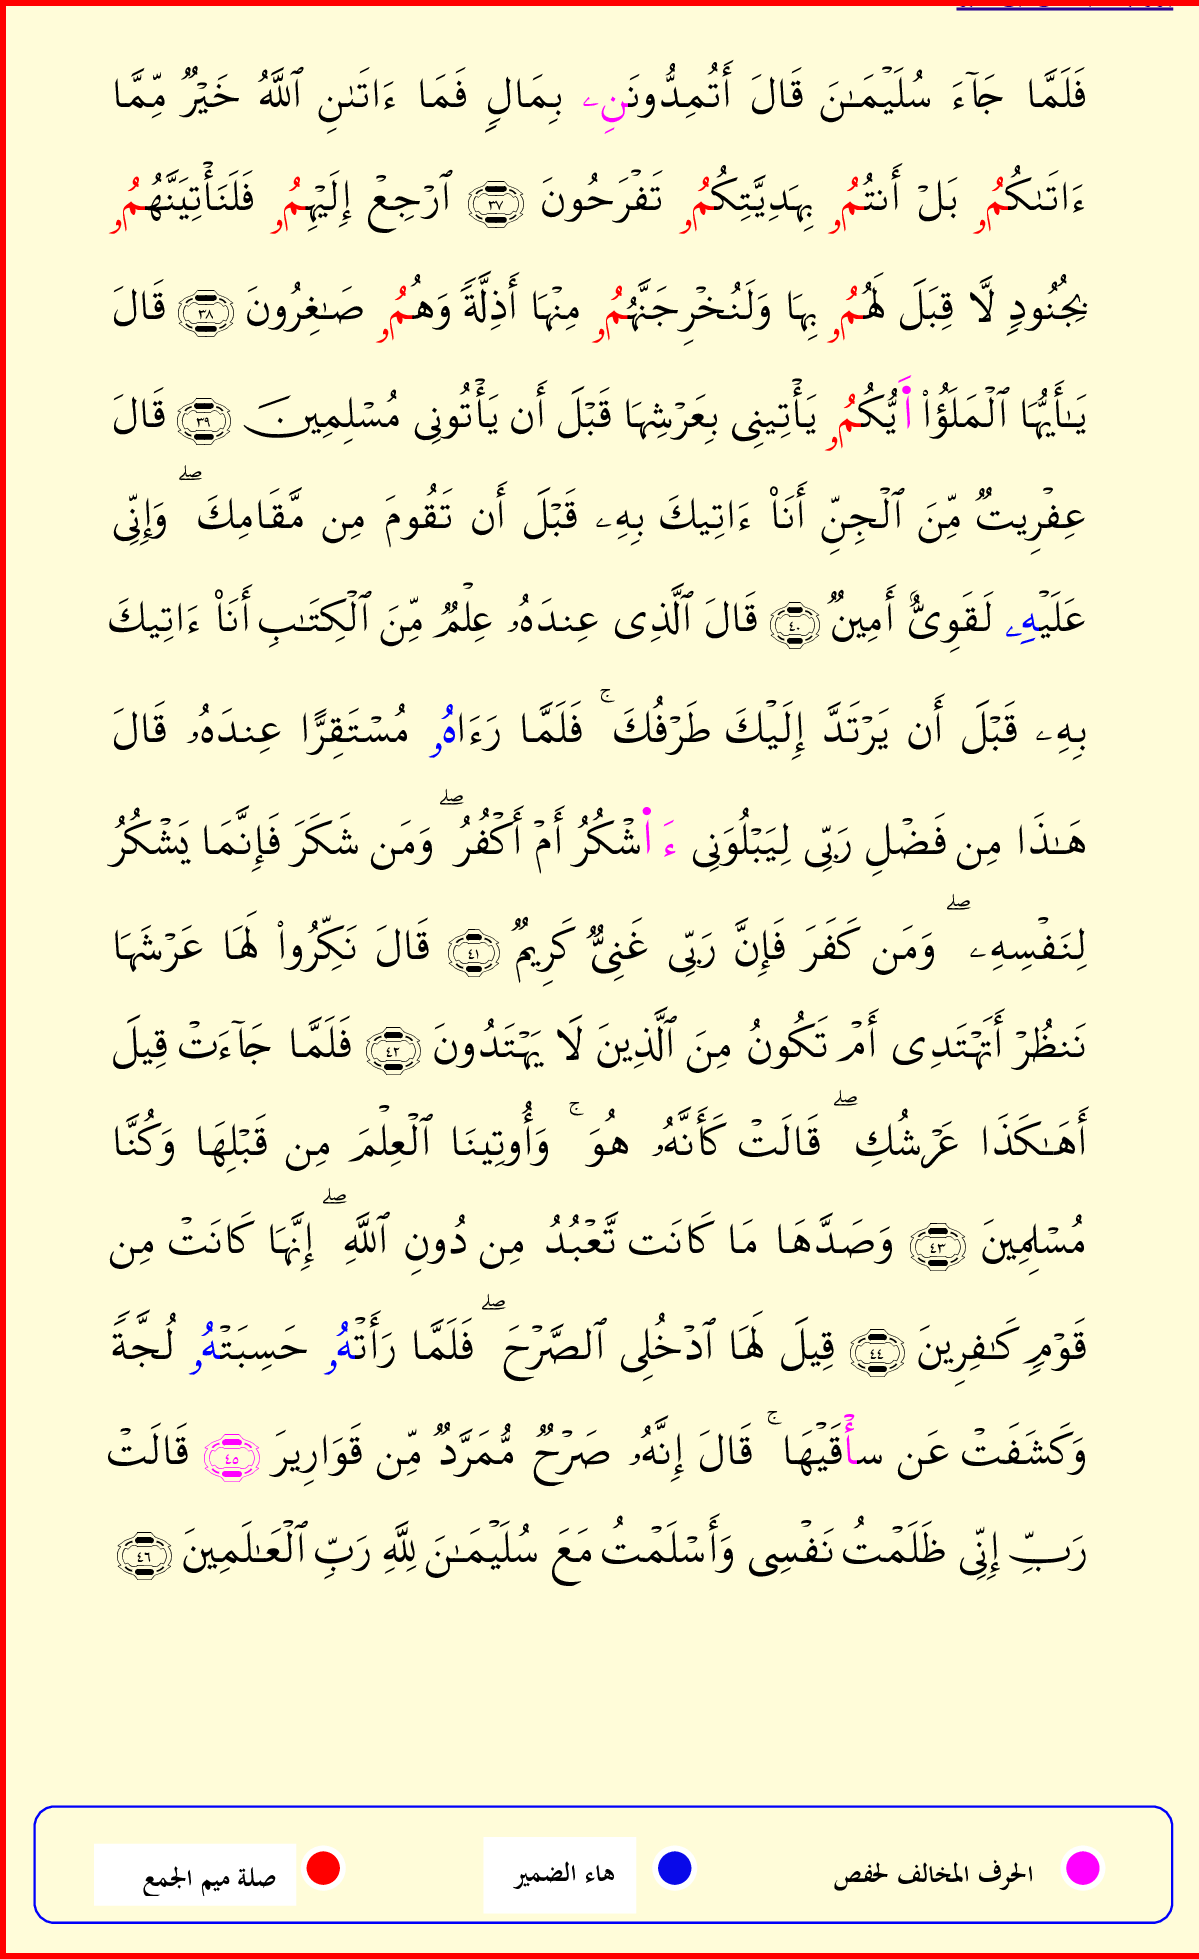 فَلَمَّا جَآءَ سُلَيۡمَـٰنَ قَالَ أَتُمِدُّونَنِۦ بِمَالٖ فَمَا ءَاتَىٰنِ ٱللَّهُ خَيۡرٞ مِّمَّا
ءَاتَىٰكُمُۥ بَلۡ أَنتُمُۥ بِهَدِيَّتِكُمُۥ تَفۡرَحُونَ ٣٧ ٱرۡجِعۡ إِلَيۡهِمُۥ فَلَنَأۡتِيَنَّهُمُۥ
بِجُنُودٖ لَّا قِبَلَ لَهُمُۥ بِهَا وَلَنُخۡرِجَنَّهُمُۥ مِنۡهَا أَذِلَّةٗ وَهُمُۥ صَـٰغِرُونَ ٣٨ قَالَ
يَـٰٓأَيُّهَا ٱلۡمَلَؤُاْ أَيُّكُمُۥ يَأۡتِينِى بِعَرۡشِهَا قَبۡلَ أَن يَأۡتُونِى مُسۡلِمِينَ ٣٩ قَالَ
عِفۡرِيتٞ مِّنَ ٱلۡجِنِّ أَنَا۠ ءَاتِيكَ بِهِۦ قَبۡلَ أَن تَقُومَ مِن مَّقَامِكَۖ وَإِنِّى
عَلَيۡهِۦ لَقَوِىٌّ أَمِينٞ ٤٠ قَالَ ٱلَّذِى عِندَهُۥ عِلۡمٞ مِّنَ ٱلۡكِتَـٰبِ أَنَا۠ ءَاتِيكَ
بِهِۦ قَبۡلَ أَن يَرۡتَدَّ إِلَيۡكَ طَرۡفُكَۚ فَلَمَّا رَءَاهُۥ مُسۡتَقِرًّا عِندَهُۥ قَالَ
هَـٰذَا مِن فَضۡلِ رَبِّى لِيَبۡلُوَنِى ءَا۬شۡكُرُ أَمۡ أَكۡفُرُۖ وَمَن شَكَرَ فَإِنَّمَا يَشۡكُرُ
لِنَفۡسِهِۦۖ وَمَن كَفَرَ فَإِنَّ رَبِّى غَنِىّٞ كَرِيمٞ ٤١ قَالَ نَكِّرُواْ لَهَا عَرۡشَهَا
نَنظُرۡ أَتَهۡتَدِى أَمۡ تَكُونُ مِنَ ٱلَّذِينَ لَا يَهۡتَدُونَ ٤٢ فَلَمَّا جَآءَتۡ قِيلَ
أَهَـٰكَذَا عَرۡشُكِۖ قَالَتۡ كَأَنَّهُۥ هُوَۚ وَأُوتِينَا ٱلۡعِلۡمَ مِن قَبۡلِهَا وَكُنَّا
مُسۡلِمِينَ ٤٣ وَصَدَّهَا مَا كَانَت تَّعۡبُدُ مِن دُونِ ٱللَّهِۖ إِنَّهَا كَانَتۡ مِن
قَوۡمٖ كَـٰفِرِينَ ٤٤ قِيلَ لَهَا ٱدۡخُلِى ٱلصَّرۡحَۖ فَلَمَّا رَأَتۡهُۥ حَسِبَتۡهُۥ لُجَّةٗ
وَكَشَفَتۡ عَن سأۡقَيۡهَاۚ قَالَ إِنَّهُۥ صَرۡحٞ مُّمَرَّدٞ مِّن قَوَارِيرَ ٤٥ قَالَتۡ
رَبِّ إِنِّى ظَلَمۡتُ نَفۡسِى وَأَسۡلَمۡتُ مَعَ سُلَيۡمَـٰنَ لِلَّهِ رَبِّ ٱلۡعَـٰلَمِينَ ٤٦
الحرف المخالف لحفص هاء الضمير صلة ميم الجمع